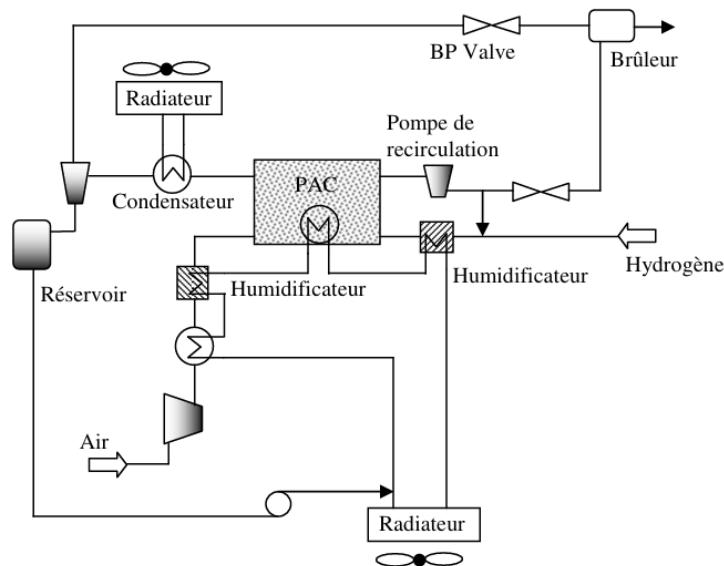 BP Valve
Brûleur
Radiateur
Pompe de
recirculation
PAC
Condensateur
Hydrogène
Humidificateur
Humidificateur
Réservoir
Air
Radiateur